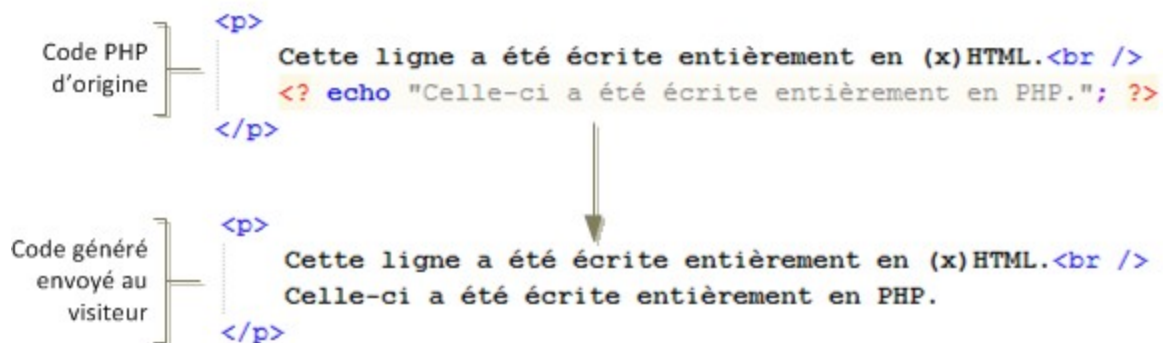 Code PHP
d'origine
<p>
Cette ligne a été écrite entièrement en (x)HTML.<br />
<? echo "Celle-ci a été écrite entièrement en PHP."; ?>
</p>
Code généré
envoyé au
visiteur
<p>
Cette ligne a été écrite entièrement en (x)HTML.<br />
Celle-ci a été écrite entièrement en PHP.
</p>